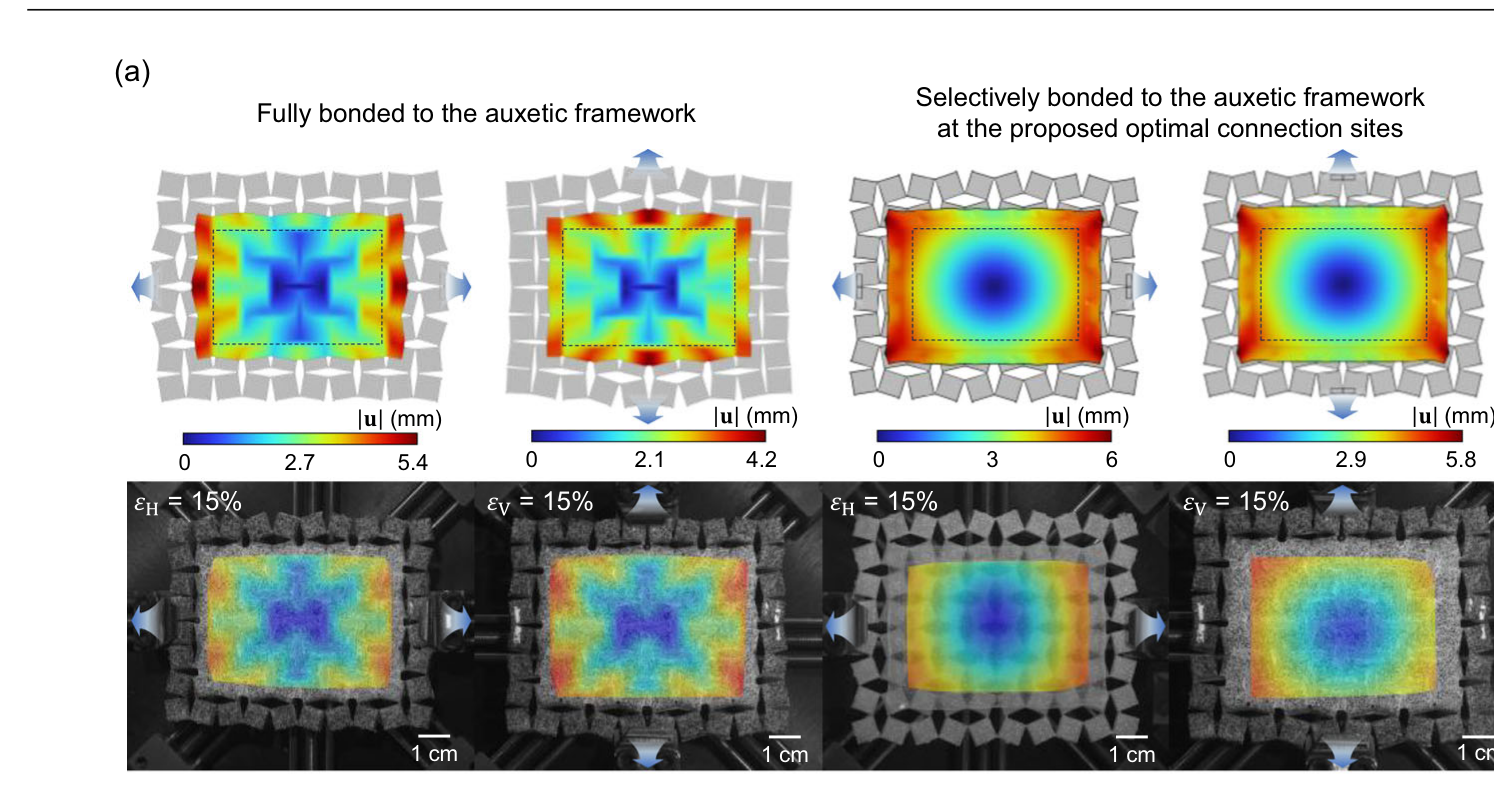 (a)
Fully bonded to the auxetic framework
Selectively bonded to the auxetic framework
at the proposed optimal connection sites
|u| (mm)
0 2.7 5.4
|u| (mm)
0 2.1 4.2
|u| (mm)
0 3 6
|u| (mm)
0 2.9 5.8
εH = 15%
εV = 15%
εH = 15%
εV = 15%
1 cm
1 cm
1 cm
1